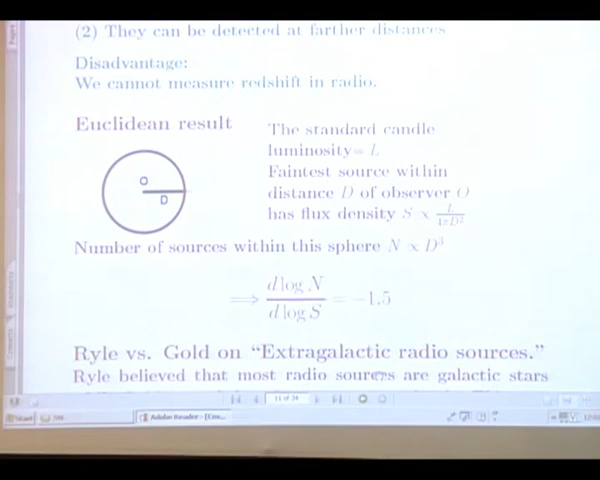 (2) They can be detected at farther distances
Disadvantage:
We cannot measure redshift in radio.
Euclidean result
The standard candle
luminosity= L
Faintest source within
distance D of observer O
has flux density S ∝ L/4πD²
O
D
Number of sources within this sphere N ∝ D³
⟹ d log N / d log S = −1.5
Ryle vs. Gold on “Extragalactic radio sources.”
Ryle believed that most radio sources are galactic stars
Start
Adobe Reader